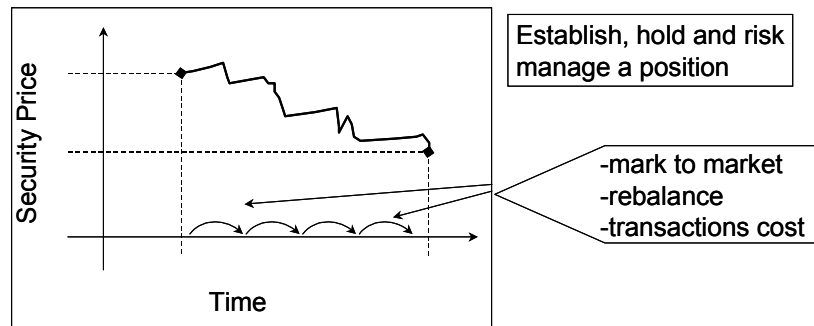 Establish, hold and risk
manage a position
Security Price
-mark to market
-rebalance
-transactions cost
Time